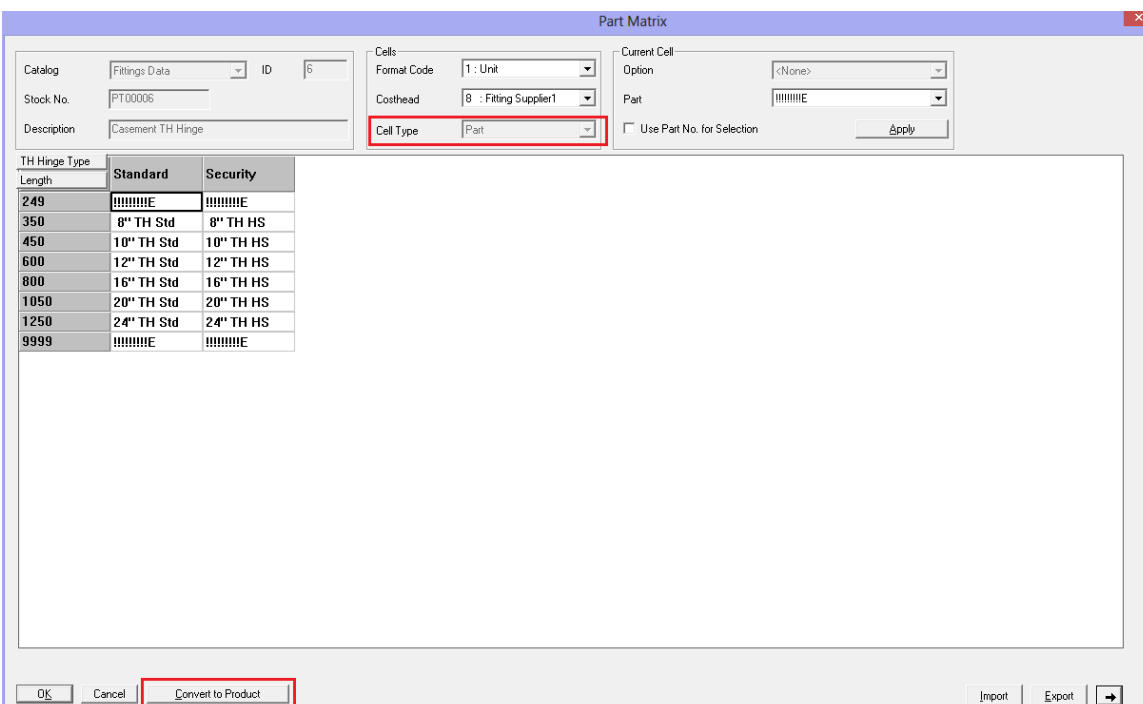 Part Matrix
Cells
Current Cell
Catalog Fittings Data ID 6 Format Code 1 : Unit Option <None>
Stock No. PT00006 Costhead 8 : Fitting Supplier1 Part !!!!!!!!!E
Description Casement TH Hinge Cell Type Part Use Part No. for Selection Apply
TH Hinge Type
Length Standard Security
249 !!!!!!!!!E !!!!!!!!!E
350 8" TH Std 8" TH HS
450 10" TH Std 10" TH HS
600 12" TH Std 12" TH HS
800 16" TH Std 16" TH HS
1050 20" TH Std 20" TH HS
1250 24" TH Std 24" TH HS
9999 !!!!!!!!!E !!!!!!!!!E
OK Cancel Convert to Product Import Export